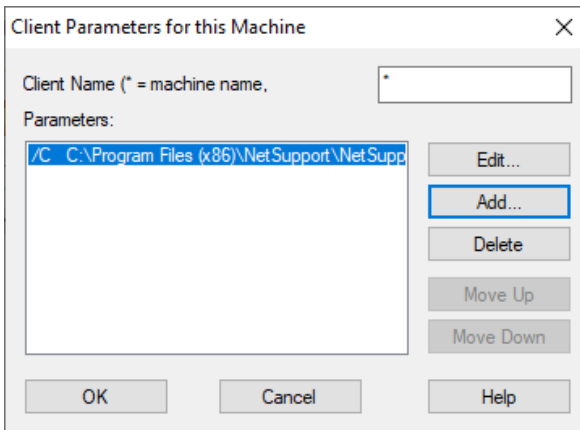 Client Parameters for this Machine
Client Name (* = machine name,
*
Parameters:
/C C:\Program Files (x86)\NetSupport\NetSupp
Edit...
Add...
Delete
Move Up
Move Down
OK
Cancel
Help